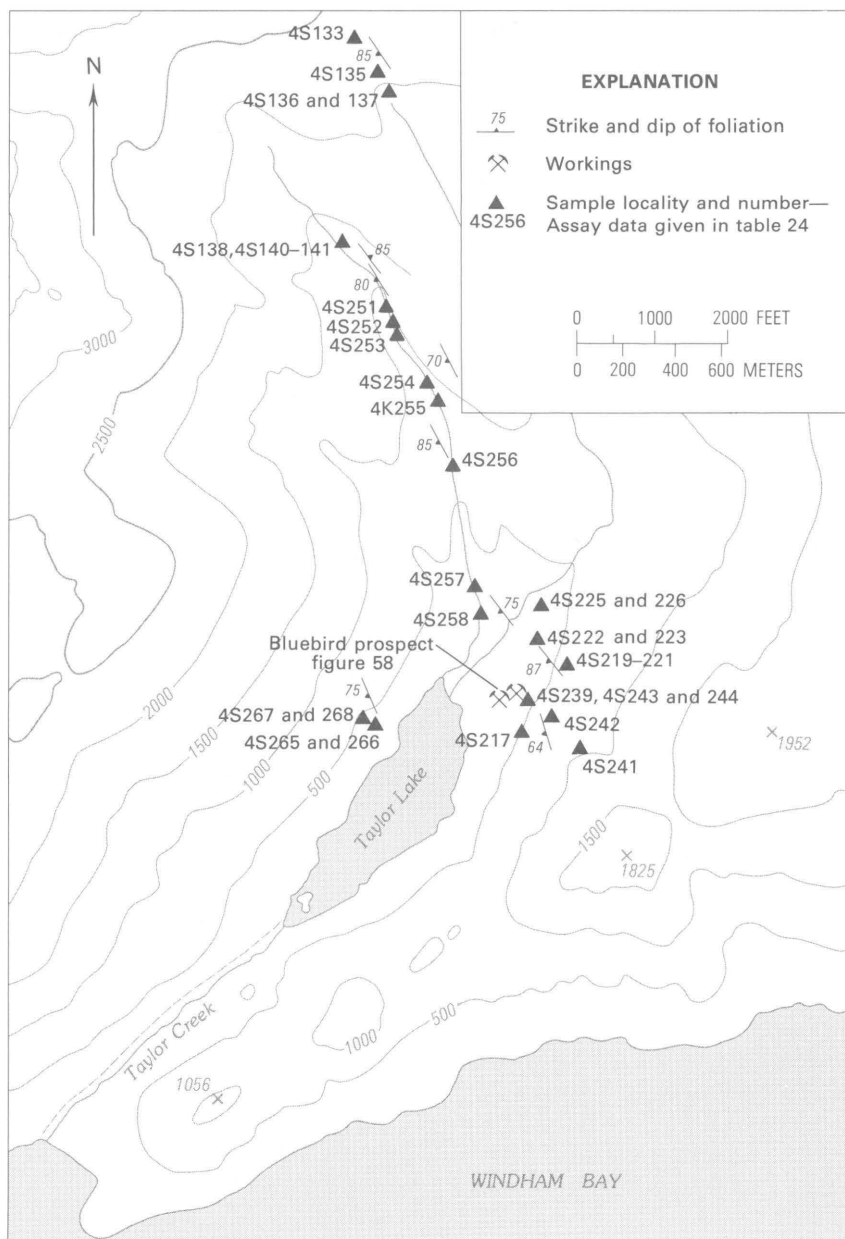 4S133
85
4S135
4S136 and 137
N
EXPLANATION
75
Strike and dip of foliation
Workings
4S256
Sample locality and number—
Assay data given in table 24
0 1000 2000 FEET
0 200 400 600 METERS
4S138,4S140–141
85
80
4S251
4S252
4S253
70
4S254
4K255
85
4S256
3000
2500
4S257
4S258
75
4S225 and 226
4S222 and 223
87
4S219–221
Bluebird prospect
figure 58
75
4S239, 4S243 and 244
4S267 and 268
4S265 and 266
4S217
64
4S242
4S241
1952
2000
1500
1000
500
Taylor Lake
1500
1825
Taylor Creek
1000
500
1056
WINDHAM BAY